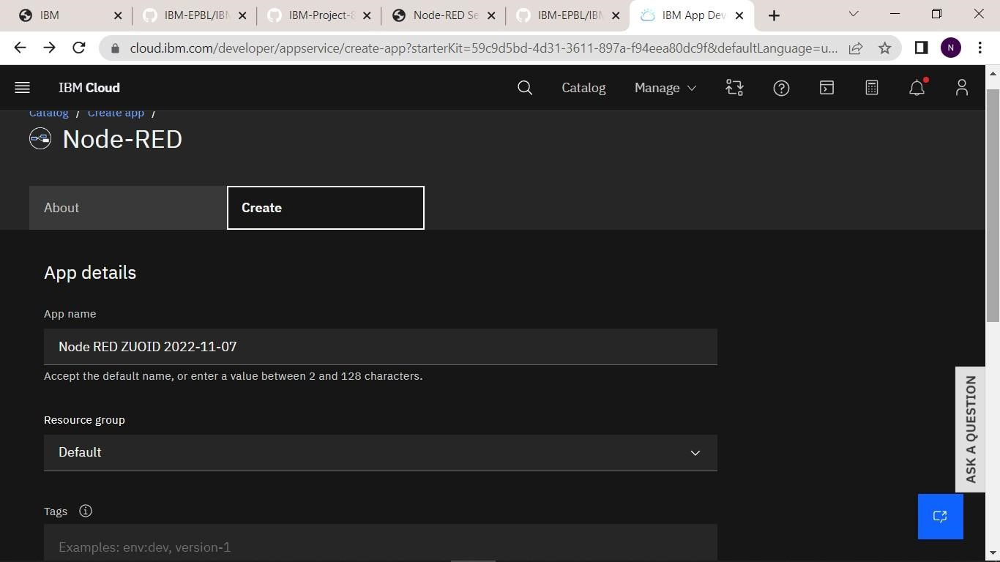 IBM
IBM-EPBL/IBM
IBM-Project-8
Node-RED Se
IBM-EPBL/IBM
IBM App Dev
cloud.ibm.com/developer/appservice/create-app?starterKit=59c9d5bd-4d31-3611-897a-f94eea80dc9f&defaultLanguage=u...
N
IBM Cloud
Catalog
Manage
Catalog / Create app /
Node-RED
About
Create
App details
App name
Node RED ZUOID 2022-11-07
Accept the default name, or enter a value between 2 and 128 characters.
Resource group
Default
Tags
Examples: env:dev, version-1
ASK A QUESTION